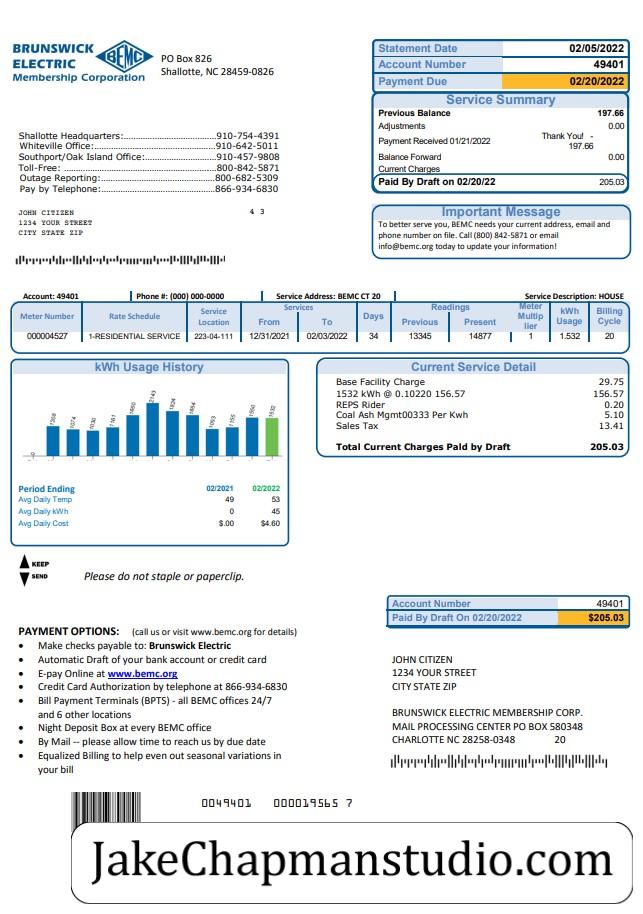 BRUNSWICK
ELECTRIC
Membership Corporation
BEMC
PO Box 826
Shallotte, NC 28459-0826
Statement Date 02/05/2022
Account Number 49401
Payment Due 02/20/2022
Service Summary
Previous Balance 197.66
Adjustments 0.00
Payment Received 01/21/2022 Thank You! - 197.66
Balance Forward 0.00
Current Charges
Paid By Draft on 02/20/22 205.03
Shallotte Headquarters:......................910-754-4391
Whiteville Office:................................910-642-5011
Southport/Oak Island Office:..............910-457-9808
Toll-Free: ...........................................800-842-5871
Outage Reporting:..............................800-682-5309
Pay by Telephone:..............................866-934-6830
JOHN CITIZEN 4 3
1234 YOUR STREET
CITY STATE ZIP
Important Message
To better serve you, BEMC needs your current address, email and
phone number on file. Call (800) 842-5871 or email
info@bemc.org today to update your information!
Account: 49401 Phone #: (000) 000-0000 Service Address: BEMC CT 20 Service Description: HOUSE
Meter Number Rate Schedule Service Location Services From To Days Readings Previous Present Meter Multip lier kWh Usage Billing Cycle
000004527 1-RESIDENTIAL SERVICE 223-04-111 12/31/2021 02/03/2022 34 13345 14877 1 1.532 20
kWh Usage History
Period Ending 02/2021 02/2022
Avg Daily Temp 49 53
Avg Daily kWh 0 45
Avg Daily Cost $.00 $4.60
Current Service Detail
Base Facility Charge 29.75
1532 kWh @ 0.10220 156.57 156.57
REPS Rider 0.20
Coal Ash Mgmt00333 Per Kwh 5.10
Sales Tax 13.41
Total Current Charges Paid by Draft 205.03
KEEP
SEND
Please do not staple or paperclip.
Account Number 49401
Paid By Draft On 02/20/2022 $205.03
PAYMENT OPTIONS: (call us or visit www.bemc.org for details)
• Make checks payable to: Brunswick Electric
• Automatic Draft of your bank account or credit card
• E-pay Online at www.bemc.org
• Credit Card Authorization by telephone at 866-934-6830
• Bill Payment Terminals (BPTS) - all BEMC offices 24/7
and 6 other locations
• Night Deposit Box at every BEMC office
• By Mail -- please allow time to reach us by due date
• Equalized Billing to help even out seasonal variations in
your bill
JOHN CITIZEN
1234 YOUR STREET
CITY STATE ZIP
BRUNSWICK ELECTRIC MEMBERSHIP CORP.
MAIL PROCESSING CENTER PO BOX 580348
CHARLOTTE NC 28258-0348 20
0049401 000019565 7
JakeChapmanstudio.com